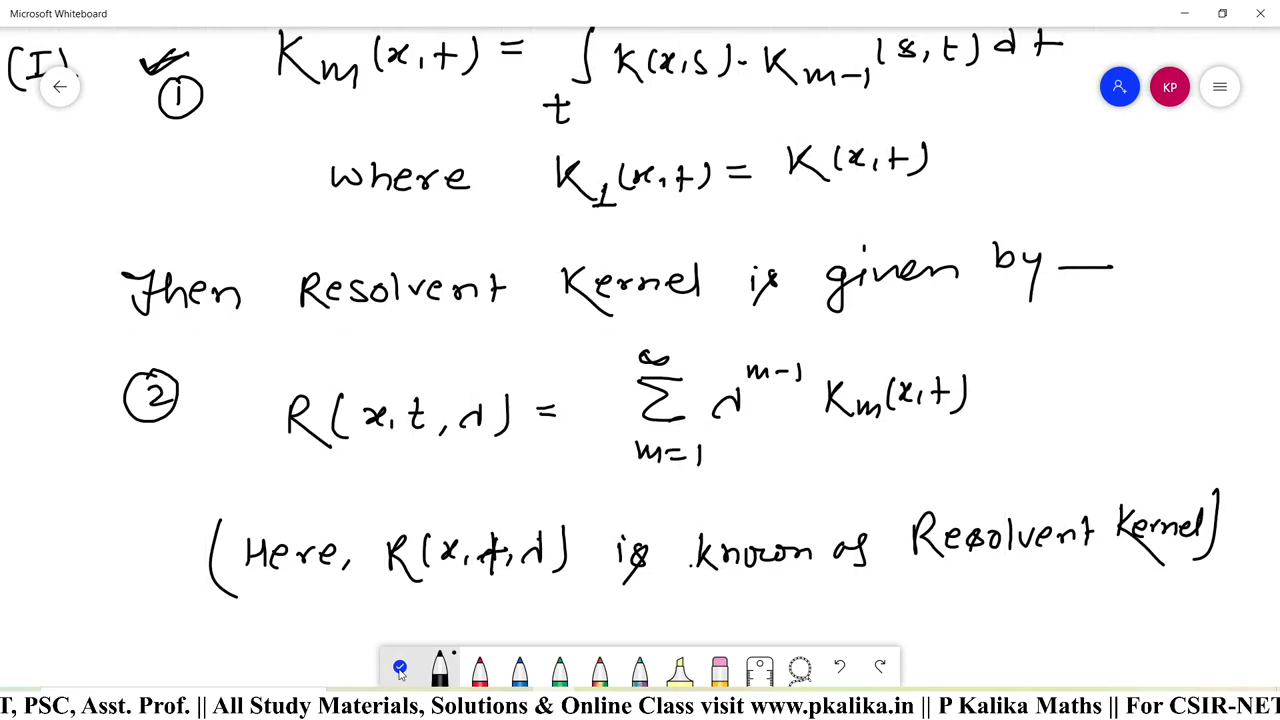 Microsoft Whiteboard
(I) ① K_m(x,t) = ∫_t K(x,s) · K_{m-1}(s,t) dt
KP
where K_1(x,t) = K(x,t)
Then Resolvent Kernel is given by —
② R(x,t,λ) = ∑_{m=1}^{∞} λ^{m-1} K_m(x,t)
(Here, R(x,t,λ) is known as Resolvent Kernel)
T, PSC, Asst. Prof. || All Study Materials, Solutions & Online Class visit www.pkalika.in || P Kalika Maths || For CSIR-NET